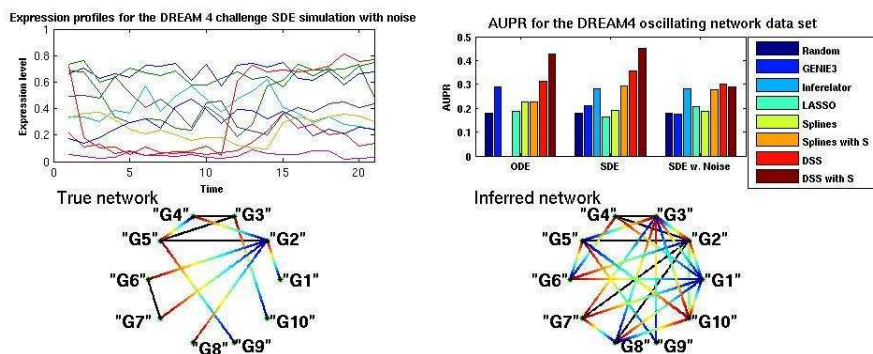 Expression profiles for the DREAM 4 challenge SDE simulation with noise
1
0.8
0.6
0.4
0.2
0
Expression level
0 5 10 15 20
Time
AUPR for the DREAM4 oscillating network data set
0.5
0.4
0.3
0.2
0.1
0
AUPR
ODE SDE SDE w. Noise
Random
GENIE3
Inferelator
LASSO
Splines
Splines with S
DSS
DSS with S
True network
"G4" "G3"
"G5" "G2"
"G6" "G1"
"G7" "G10"
"G8" "G9"
Inferred network
"G4" "G3"
"G5" "G2"
"G6" "G1"
"G7" "G10"
"G8" "G9"